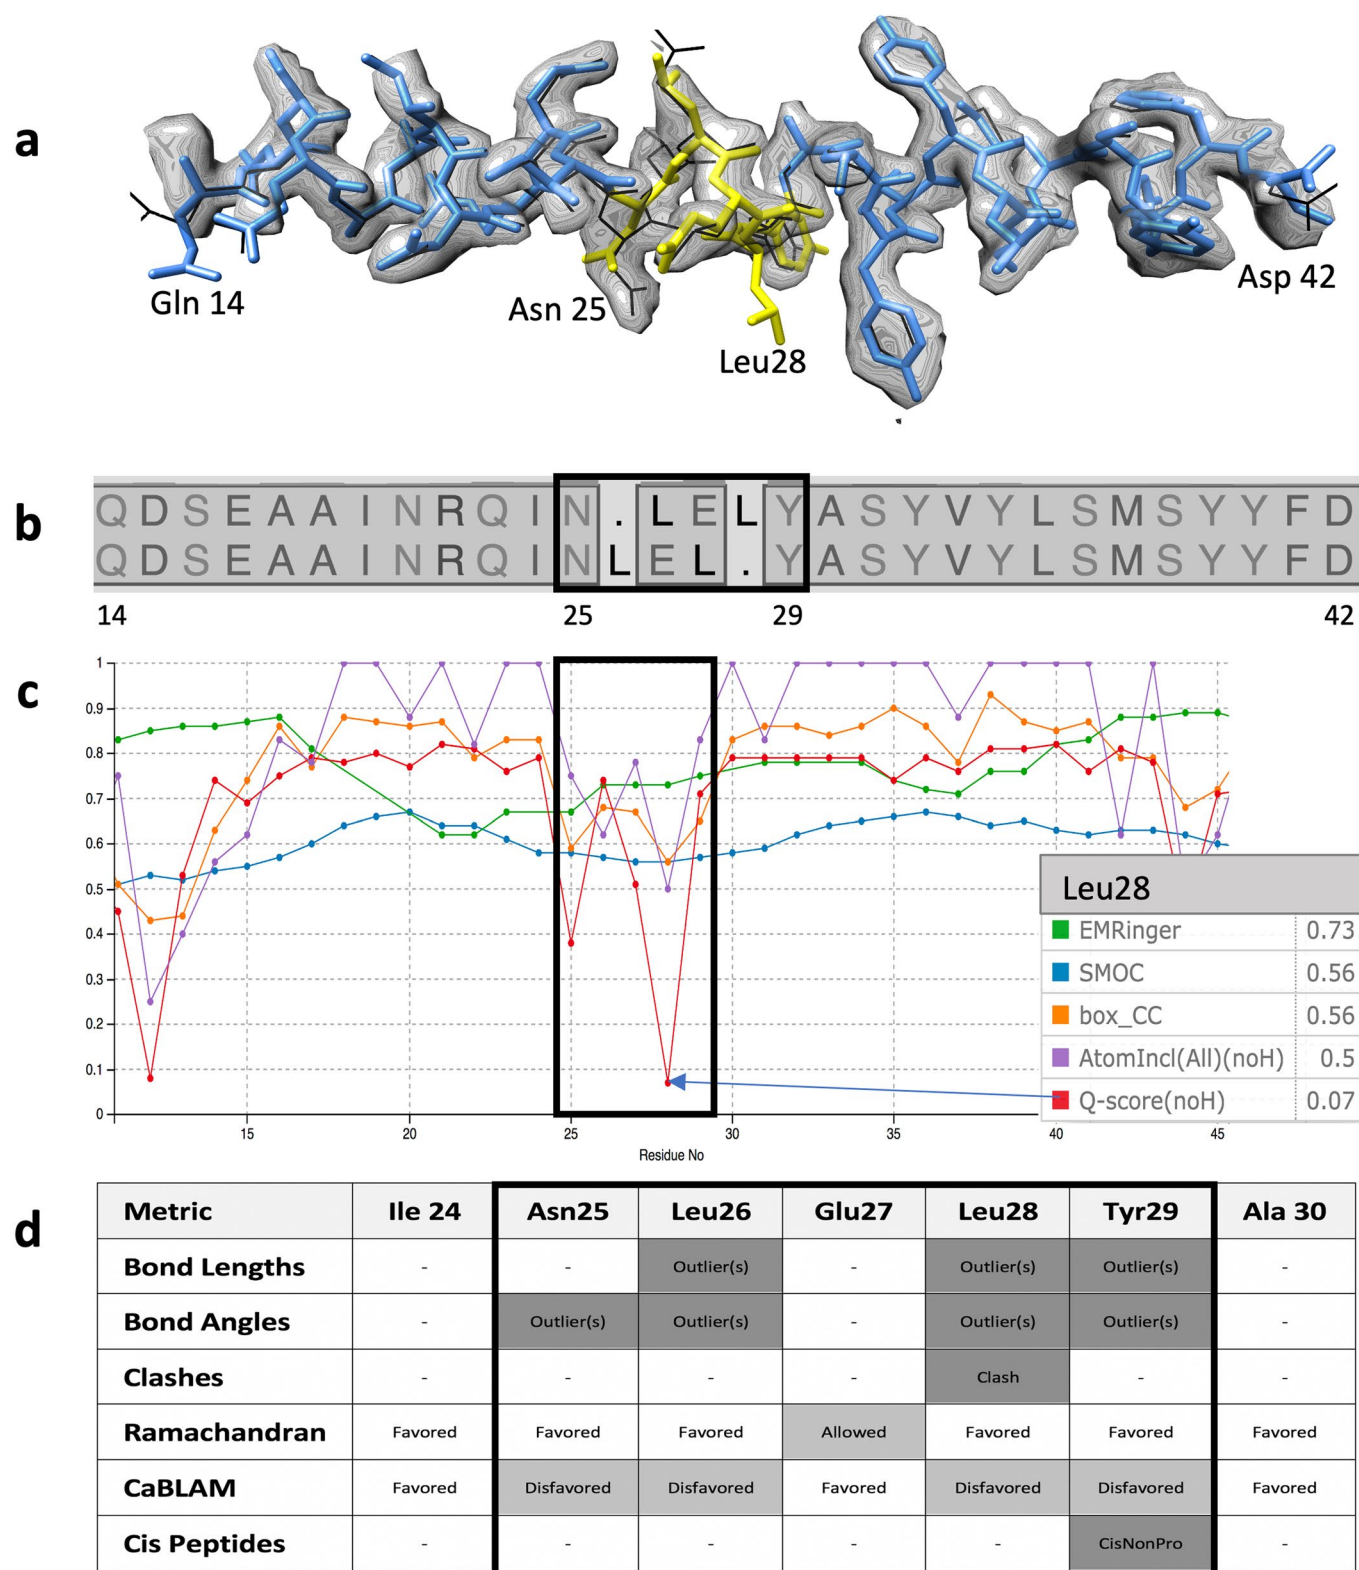 a
Gln 14
Asn 25
Leu28
Asp 42
b
Q D S E A A I N R Q I N . L E L Y A S Y V Y L S M S Y Y F D
Q D S E A A I N R Q I N L E L . Y A S Y V Y L S M S Y Y F D
14 25 29 42
c
1
0.9
0.8
0.7
0.6
0.5
0.4
0.3
0.2
0.1
0
15 20 25 30 35 40 45
Residue No
Leu28
EMRinger 0.73
SMOC 0.56
box_CC 0.56
AtomIncl(All)(noH) 0.5
Q-score(noH) 0.07
d
Metric Ile 24 Asn25 Leu26 Glu27 Leu28 Tyr29 Ala 30
Bond Lengths - - Outlier(s) - Outlier(s) Outlier(s) -
Bond Angles - Outlier(s) Outlier(s) - Outlier(s) Outlier(s) -
Clashes - - - - Clash - -
Ramachandran Favored Favored Favored Allowed Favored Favored Favored
CaBLAM Favored Disfavored Disfavored Favored Disfavored Disfavored Favored
Cis Peptides - - - - - CisNonPro -